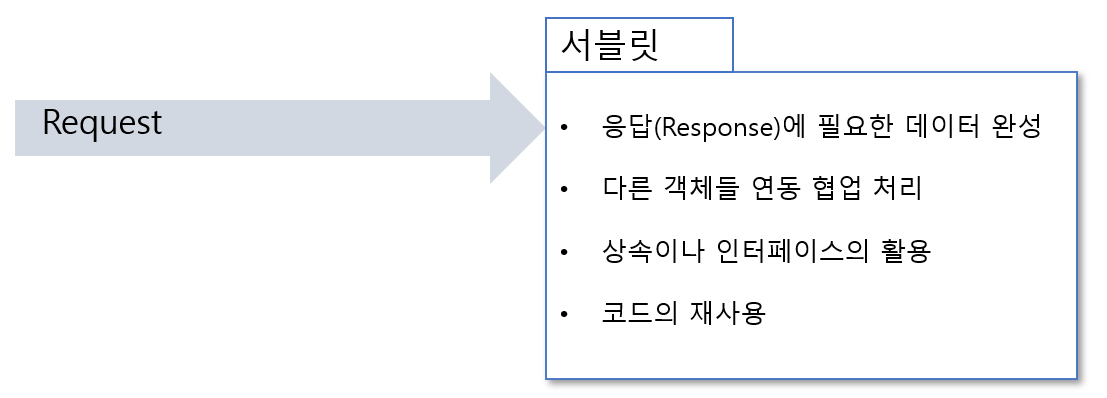 서블릿
Request
• 응답(Response)에 필요한 데이터 완성
• 다른 객체들 연동 협업 처리
• 상속이나 인터페이스의 활용
• 코드의 재사용